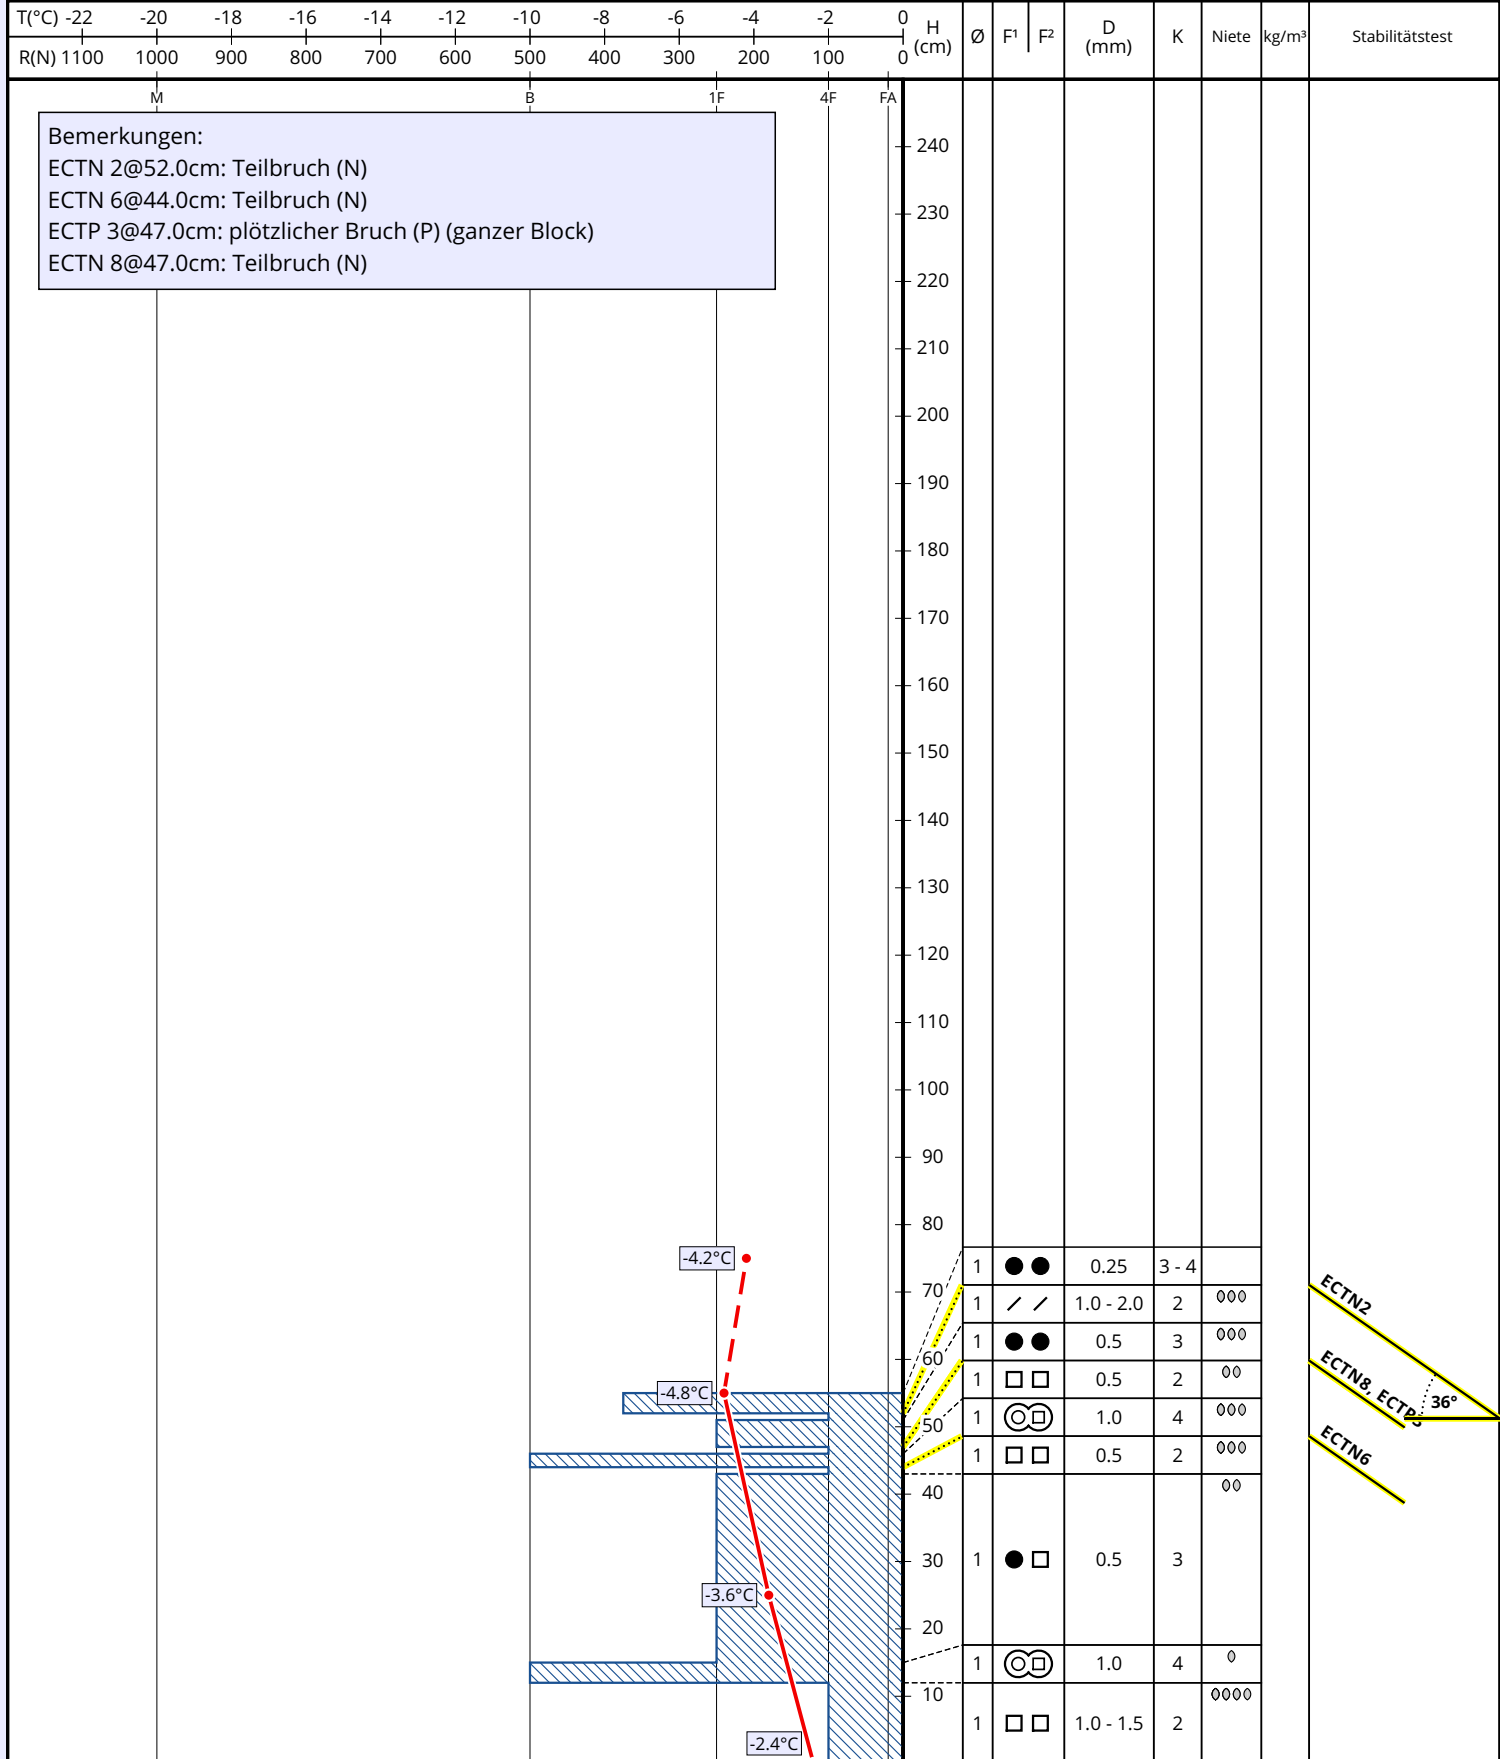 T(°C) -22 -20 -18 -16 -14 -12 -10 -8 -6 -4 -2 0
R(N) 1100 1000 900 800 700 600 500 400 300 200 100 0
H (cm) Ø F¹ F² D (mm) K Niete kg/m³ Stabilitätstest
M B 1F 4F FA
Bemerkungen:
ECTN 2@52.0cm: Teilbruch (N)
ECTN 6@44.0cm: Teilbruch (N)
ECTP 3@47.0cm: plötzlicher Bruch (P) (ganzer Block)
ECTN 8@47.0cm: Teilbruch (N)
240
230
220
210
200
190
180
170
160
150
140
130
120
110
100
90
80
70
60
50
40
30
20
10
-4.2°C
-4.8°C
-3.6°C
-2.4°C
1 0.25 3 - 4
1 1.0 - 2.0 2
1 0.5 3
1 0.5 2
1 1.0 4
1 0.5 2
1 0.5 3
1 1.0 4
1 1.0 - 1.5 2
ECTN2
ECTN8, ECTP3
36°
ECTN6